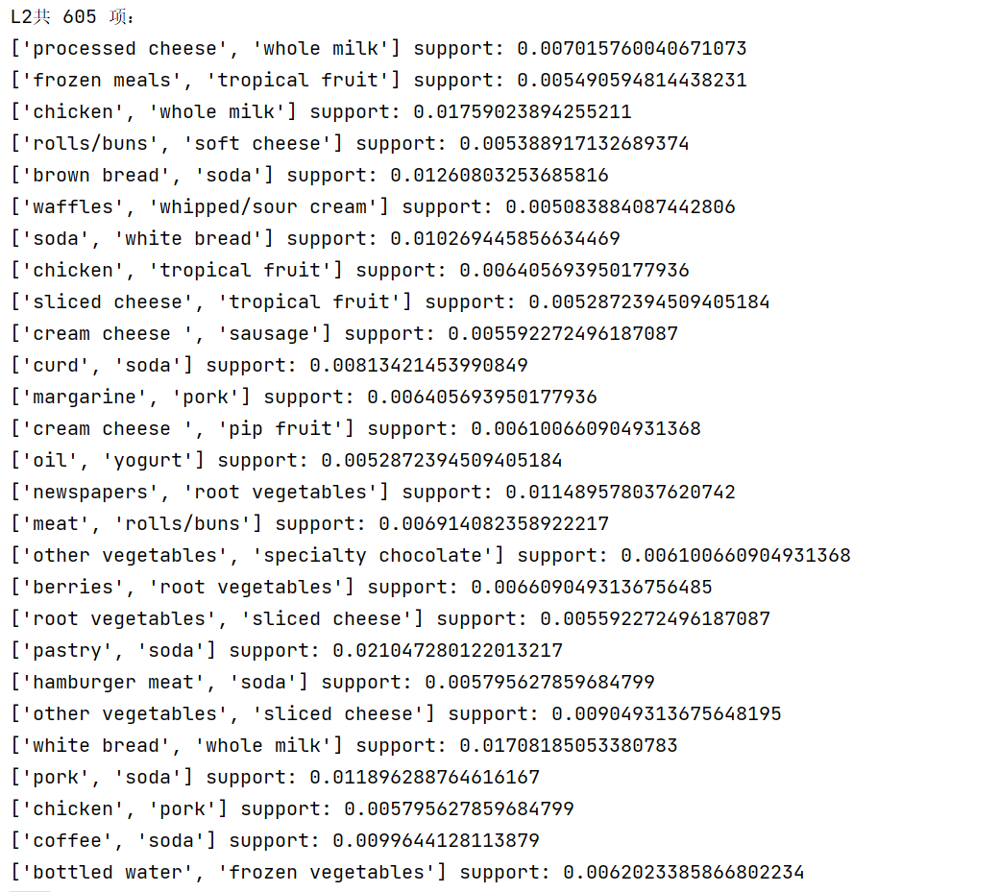 L2共 605 项:
['processed cheese', 'whole milk'] support: 0.007015760040671073
['frozen meals', 'tropical fruit'] support: 0.005490594814438231
['chicken', 'whole milk'] support: 0.01759023894255211
['rolls/buns', 'soft cheese'] support: 0.005388917132689374
['brown bread', 'soda'] support: 0.01260803253685816
['waffles', 'whipped/sour cream'] support: 0.005083884087442806
['soda', 'white bread'] support: 0.010269445856634469
['chicken', 'tropical fruit'] support: 0.006405693950177936
['sliced cheese', 'tropical fruit'] support: 0.0052872394509405184
['cream cheese ', 'sausage'] support: 0.005592272496187087
['curd', 'soda'] support: 0.00813421453990849
['margarine', 'pork'] support: 0.006405693950177936
['cream cheese ', 'pip fruit'] support: 0.006100660904931368
['oil', 'yogurt'] support: 0.0052872394509405184
['newspapers', 'root vegetables'] support: 0.011489578037620742
['meat', 'rolls/buns'] support: 0.006914082358922217
['other vegetables', 'specialty chocolate'] support: 0.006100660904931368
['berries', 'root vegetables'] support: 0.0066090493136756485
['root vegetables', 'sliced cheese'] support: 0.005592272496187087
['pastry', 'soda'] support: 0.021047280122013217
['hamburger meat', 'soda'] support: 0.005795627859684799
['other vegetables', 'sliced cheese'] support: 0.009049313675648195
['white bread', 'whole milk'] support: 0.01708185053380783
['pork', 'soda'] support: 0.011896288764616167
['chicken', 'pork'] support: 0.005795627859684799
['coffee', 'soda'] support: 0.0099644128113879
['bottled water', 'frozen vegetables'] support: 0.0062023385866802234